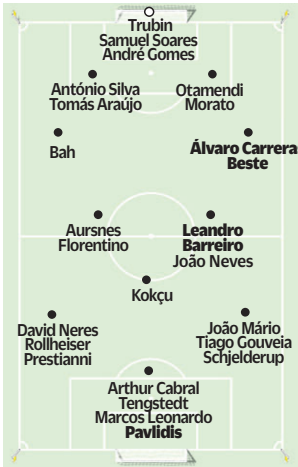 Trubin
Samuel Soares
André Gomes
António Silva
Tomás Araújo
Otamendi
Morato
Bah
Álvaro Carrera
Beste
Aursnes
Florentino
Leandro
Barreiro
João Neves
Kokçu
David Neres
Rollheiser
Prestianni
João Mário
Tiago Gouveia
Schjelderup
Arthur Cabral
Tengstedt
Marcos Leonardo
Pavlidis